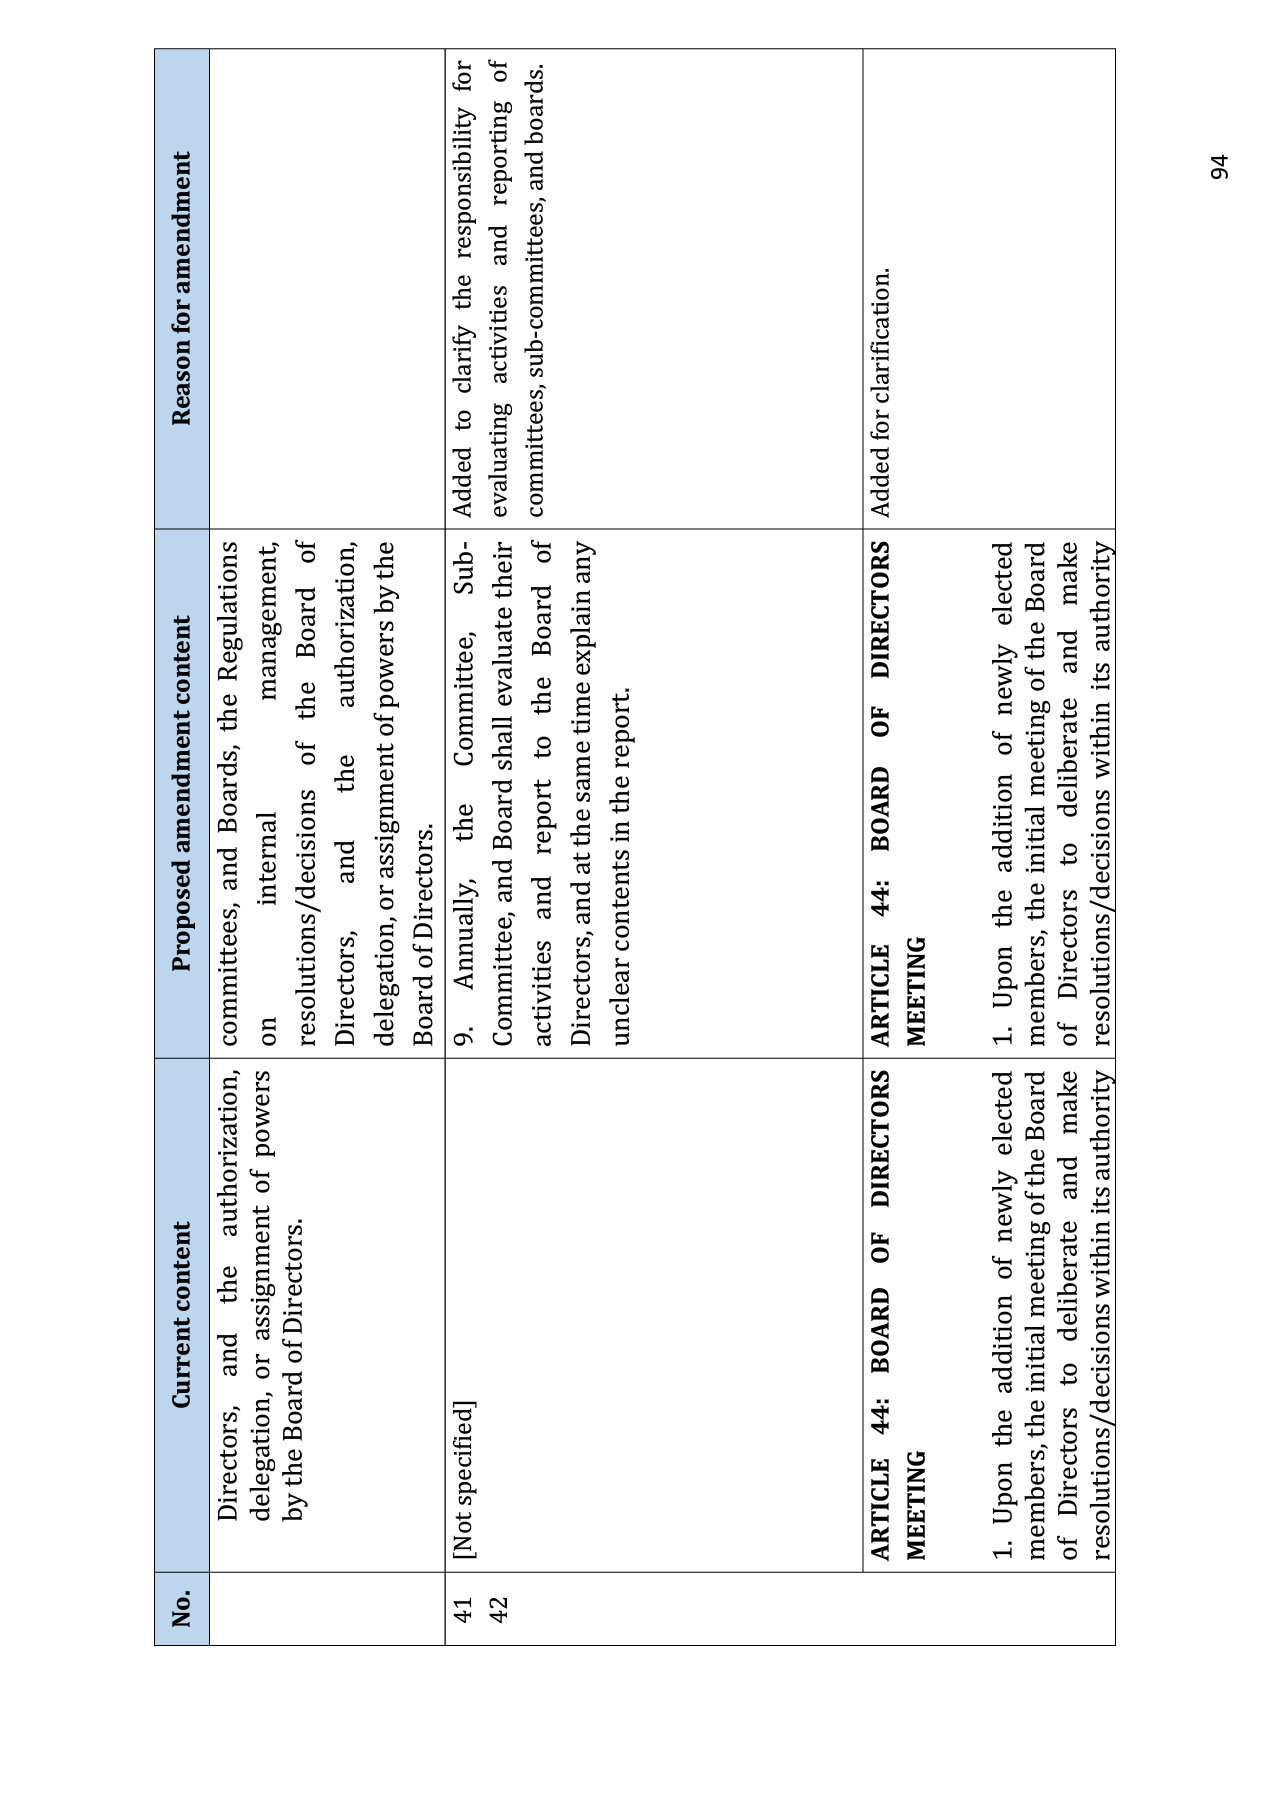 No.
Current content
Proposed amendment content
Reason for amendment
Directors, and the authorization,
delegation, or assignment of powers
by the Board of Directors.
committees, and Boards, the Regulations
on internal management,
resolutions/decisions of the Board of
Directors, and the authorization,
delegation, or assignment of powers by the
Board of Directors.
41
42
[Not specified]
9. Annually, the Committee, Sub-
Committee, and Board shall evaluate their
activities and report to the Board of
Directors, and at the same time explain any
unclear contents in the report.
Added to clarify the responsibility for
evaluating activities and reporting of
committees, sub-committees, and boards.
ARTICLE 44: BOARD OF DIRECTORS
MEETING
1. Upon the addition of newly elected
members, the initial meeting of the Board
of Directors to deliberate and make
resolutions/decisions within its authority
ARTICLE 44: BOARD OF DIRECTORS
MEETING
1. Upon the addition of newly elected
members, the initial meeting of the Board
of Directors to deliberate and make
resolutions/decisions within its authority
Added for clarification.
94